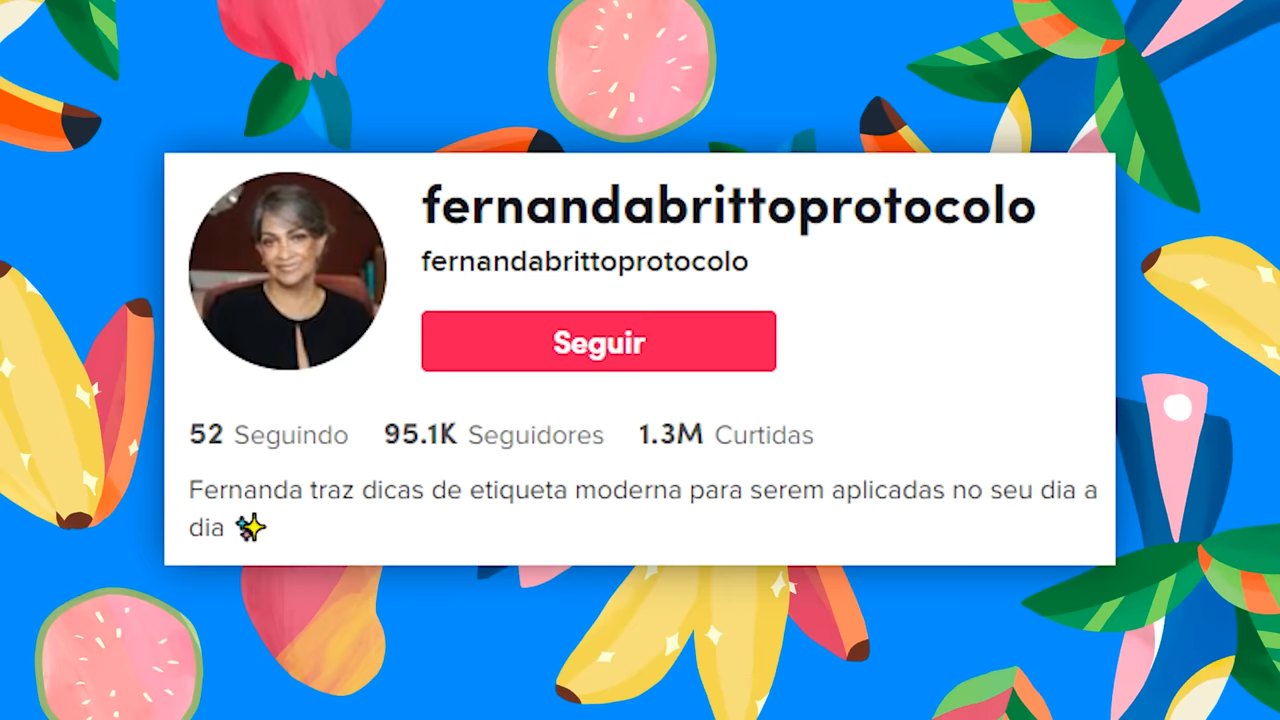 fernandabrittoprotocolo
fernandabrittoprotocolo
Seguir
52 Seguindo 95.1K Seguidores 1.3M Curtidas
Fernanda traz dicas de etiqueta moderna para serem aplicadas no seu dia a
dia ✨